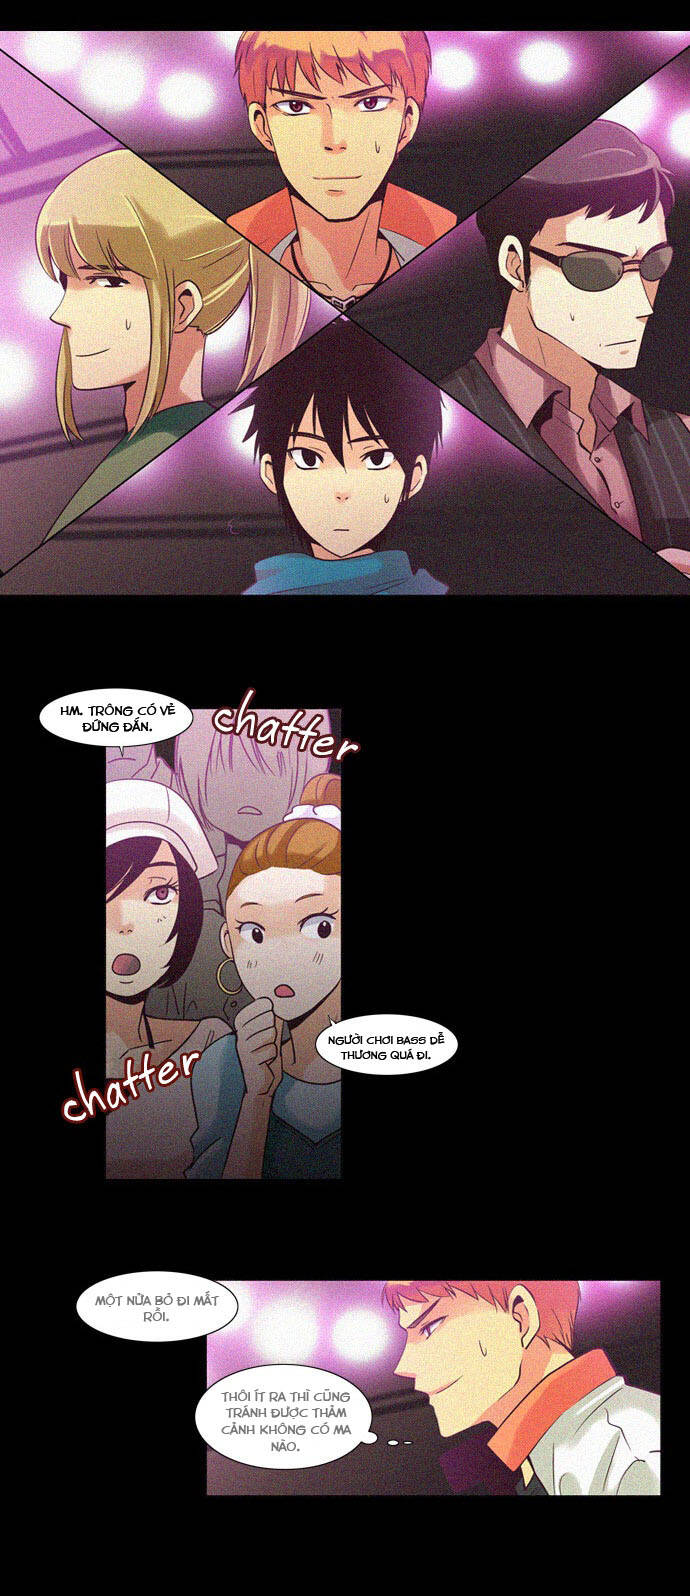 HM. TRÔNG CÓ VẺ
ĐỨNG ĐẮN.
chatter
NGƯỜI CHƠI BASS DỄ
THƯƠNG QUÁ ĐI.
chatter
MỘT NỬA BỎ ĐI MẤT
RỒI.
THÔI ÍT RA THÌ CŨNG
TRÁNH ĐƯỢC THẢM
CẢNH KHÔNG CÓ MA
NÀO.